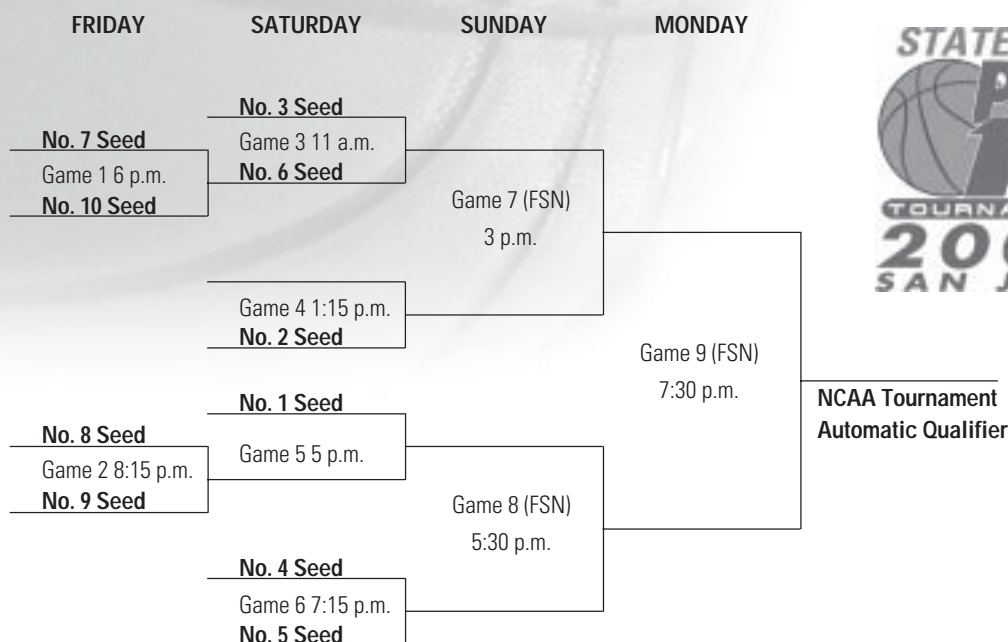 FRIDAY SATURDAY SUNDAY MONDAY
STATE
No. 3 Seed
No. 7 Seed
Game 3 11 a.m.
Game 1 6 p.m.
No. 6 Seed
No. 10 Seed
Game 7 (FSN)
3 p.m.
SAN
Game 4 1:15 p.m.
No. 2 Seed
Game 9 (FSN)
7:30 p.m.
No. 1 Seed
NCAA Tournament
Automatic Qualifier
No. 8 Seed
Game 5 5 p.m.
Game 2 8:15 p.m.
No. 9 Seed
Game 8 (FSN)
5:30 p.m.
No. 4 Seed
Game 6 7:15 p.m.
No. 5 Seed